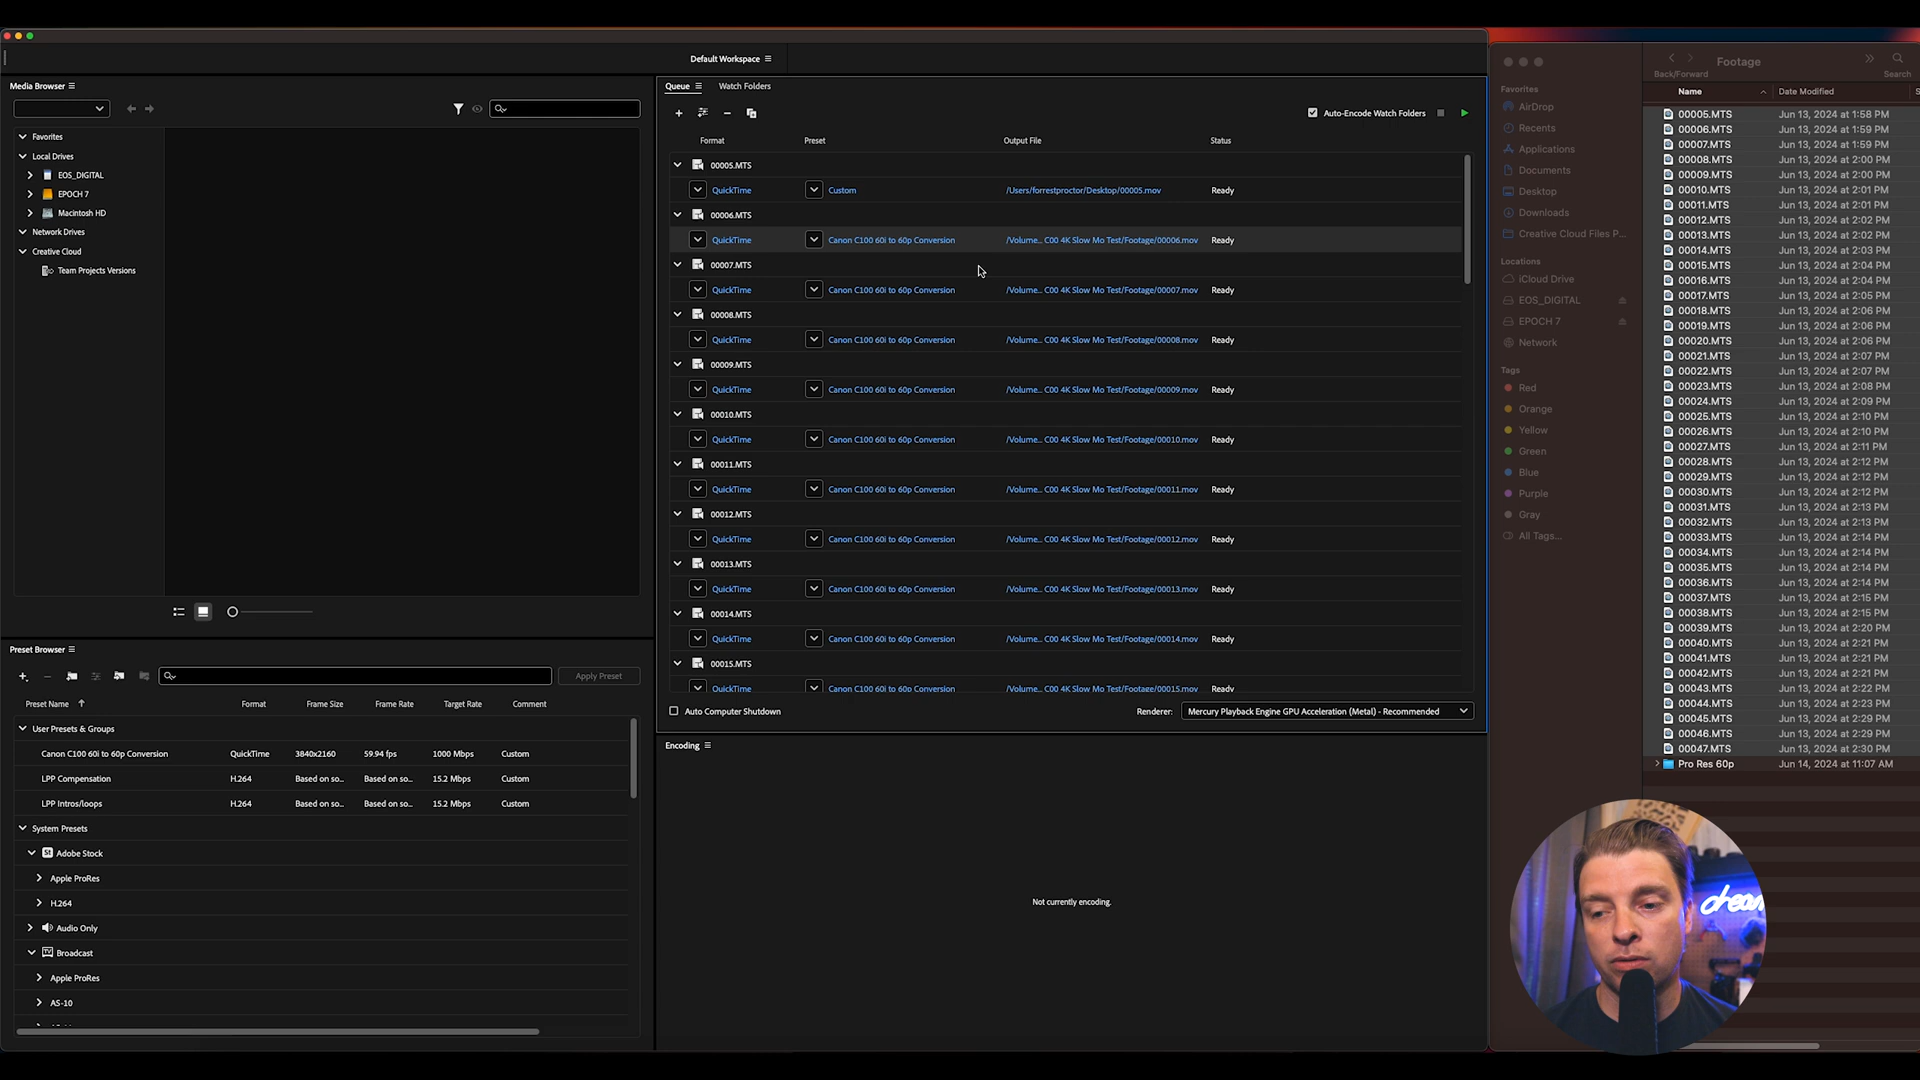 Default Workspace
Media Browser
Favorites
Local Drives
EOS_DIGITAL
EPOCH 7
Macintosh HD
Network Drives
Creative Cloud
Team Projects Versions
Preset Browser
Apply Preset
Preset Name Format Frame Size Frame Rate Target Rate Comment
User Presets & Groups
Canon C100 60i to 60p Conversion QuickTime 3840x2160 59.94 fps 1000 Mbps Custom
LPP Compensation H.264 Based on so... Based on so... 15.2 Mbps Custom
LPP Intros/loops H.264 Based on so... Based on so... 15.2 Mbps Custom
System Presets
St Adobe Stock
Apple ProRes
H.264
Audio Only
TV Broadcast
Apple ProRes
AS-10
Queue Watch Folders
Auto-Encode Watch Folders
Format Preset Output File Status
00005.MTS
QuickTime Custom /Users/forrestproctor/Desktop/00005.mov Ready
00006.MTS
QuickTime Canon C100 60i to 60p Conversion /Volume... C00 4K Slow Mo Test/Footage/00006.mov Ready
00007.MTS
QuickTime Canon C100 60i to 60p Conversion /Volume... C00 4K Slow Mo Test/Footage/00007.mov Ready
00008.MTS
QuickTime Canon C100 60i to 60p Conversion /Volume... C00 4K Slow Mo Test/Footage/00008.mov Ready
00009.MTS
QuickTime Canon C100 60i to 60p Conversion /Volume... C00 4K Slow Mo Test/Footage/00009.mov Ready
00010.MTS
QuickTime Canon C100 60i to 60p Conversion /Volume... C00 4K Slow Mo Test/Footage/00010.mov Ready
00011.MTS
QuickTime Canon C100 60i to 60p Conversion /Volume... C00 4K Slow Mo Test/Footage/00011.mov Ready
00012.MTS
QuickTime Canon C100 60i to 60p Conversion /Volume... C00 4K Slow Mo Test/Footage/00012.mov Ready
00013.MTS
QuickTime Canon C100 60i to 60p Conversion /Volume... C00 4K Slow Mo Test/Footage/00013.mov Ready
00014.MTS
QuickTime Canon C100 60i to 60p Conversion /Volume... C00 4K Slow Mo Test/Footage/00014.mov Ready
00015.MTS
QuickTime Canon C100 60i to 60p Conversion /Volume... C00 4K Slow Mo Test/Footage/00015.mov Ready
Auto Computer Shutdown
Renderer: Mercury Playback Engine GPU Acceleration (Metal) - Recommended
Encoding
Not currently encoding.
Favorites
AirDrop
Recents
Applications
Documents
Desktop
Downloads
Creative Cloud Files P...
Locations
iCloud Drive
EOS_DIGITAL
EPOCH 7
Network
Tags
Red
Orange
Yellow
Green
Blue
Purple
Gray
All Tags...
Footage
Back/Forward Search
Name Date Modified S
00005.MTS Jun 13, 2024 at 1:58 PM
00006.MTS Jun 13, 2024 at 1:59 PM
00007.MTS Jun 13, 2024 at 1:59 PM
00008.MTS Jun 13, 2024 at 2:00 PM
00009.MTS Jun 13, 2024 at 2:00 PM
00010.MTS Jun 13, 2024 at 2:01 PM
00011.MTS Jun 13, 2024 at 2:01 PM
00012.MTS Jun 13, 2024 at 2:02 PM
00013.MTS Jun 13, 2024 at 2:02 PM
00014.MTS Jun 13, 2024 at 2:03 PM
00015.MTS Jun 13, 2024 at 2:04 PM
00016.MTS Jun 13, 2024 at 2:04 PM
00017.MTS Jun 13, 2024 at 2:05 PM
00018.MTS Jun 13, 2024 at 2:06 PM
00019.MTS Jun 13, 2024 at 2:06 PM
00020.MTS Jun 13, 2024 at 2:06 PM
00021.MTS Jun 13, 2024 at 2:07 PM
00022.MTS Jun 13, 2024 at 2:07 PM
00023.MTS Jun 13, 2024 at 2:08 PM
00024.MTS Jun 13, 2024 at 2:09 PM
00025.MTS Jun 13, 2024 at 2:10 PM
00026.MTS Jun 13, 2024 at 2:10 PM
00027.MTS Jun 13, 2024 at 2:11 PM
00028.MTS Jun 13, 2024 at 2:12 PM
00029.MTS Jun 13, 2024 at 2:12 PM
00030.MTS Jun 13, 2024 at 2:12 PM
00031.MTS Jun 13, 2024 at 2:13 PM
00032.MTS Jun 13, 2024 at 2:13 PM
00033.MTS Jun 13, 2024 at 2:14 PM
00034.MTS Jun 13, 2024 at 2:14 PM
00035.MTS Jun 13, 2024 at 2:14 PM
00036.MTS Jun 13, 2024 at 2:14 PM
00037.MTS Jun 13, 2024 at 2:15 PM
00038.MTS Jun 13, 2024 at 2:15 PM
00039.MTS Jun 13, 2024 at 2:20 PM
00040.MTS Jun 13, 2024 at 2:21 PM
00041.MTS Jun 13, 2024 at 2:21 PM
00042.MTS Jun 13, 2024 at 2:21 PM
00043.MTS Jun 13, 2024 at 2:22 PM
00044.MTS Jun 13, 2024 at 2:23 PM
00045.MTS Jun 13, 2024 at 2:29 PM
00046.MTS Jun 13, 2024 at 2:29 PM
00047.MTS Jun 13, 2024 at 2:30 PM
Pro Res 60p Jun 14, 2024 at 11:07 AM